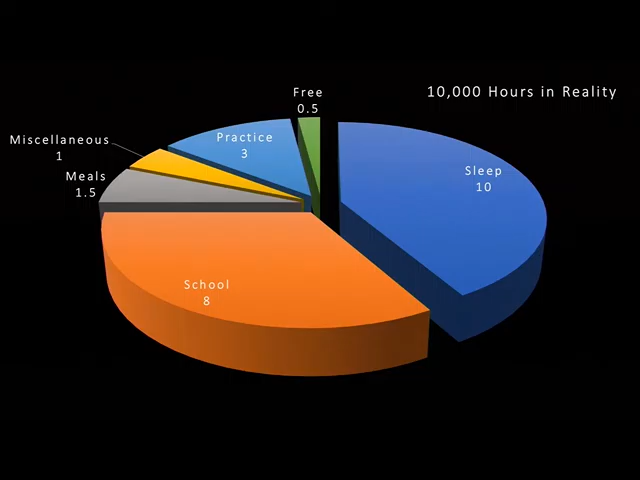 10,000 Hours in Reality
Free
0.5
Practice
3
Miscellaneous
1
Meals
1.5
Sleep
10
School
8